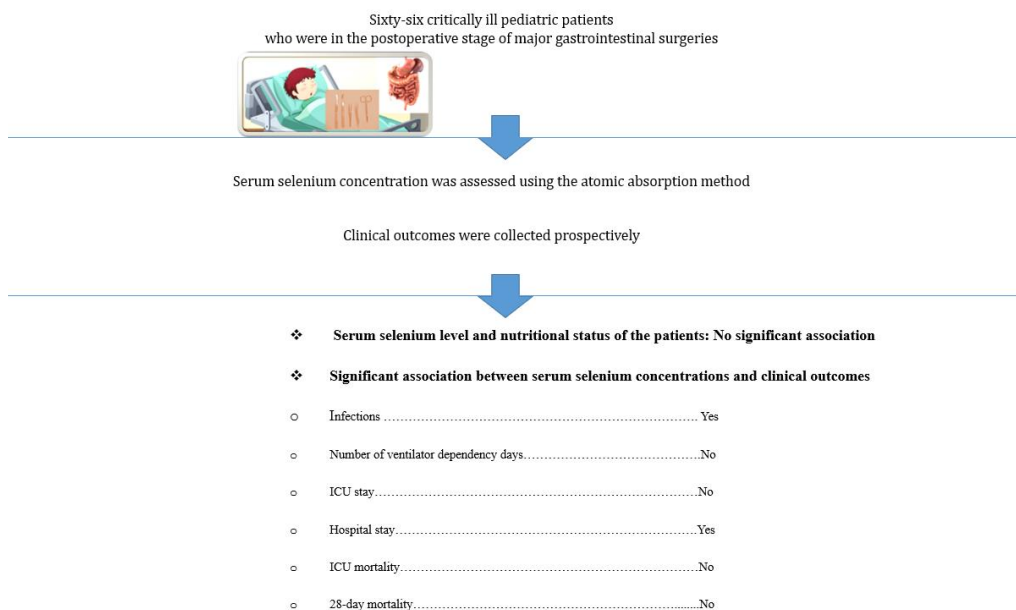 Sixty-six critically ill pediatric patients
who were in the postoperative stage of major gastrointestinal surgeries
Serum selenium concentration was assessed using the atomic absorption method
Clinical outcomes were collected prospectively
❖ Serum selenium level and nutritional status of the patients: No significant association
❖ Significant association between serum selenium concentrations and clinical outcomes
o Infections ………………………………………………………………. Yes
o Number of ventilator dependency days…………………………………….No
o ICU stay………………………………………………………………….No
o Hospital stay……………………………………………………………….Yes
o ICU mortality…………………………………………………………….No
o 28-day mortality……………………………………………………........No